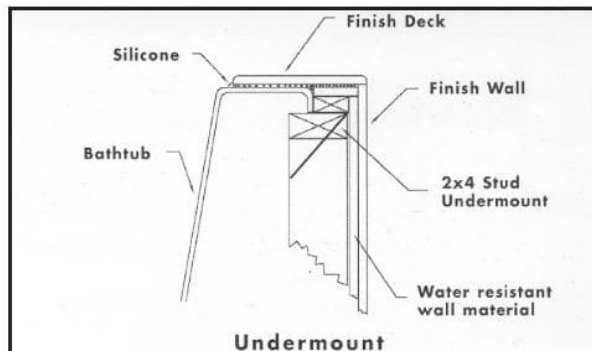 Finish Deck
Silicone
Finish Wall
Bathtub
2x4 Stud
Undermount
Water resistant
wall material
Undermount